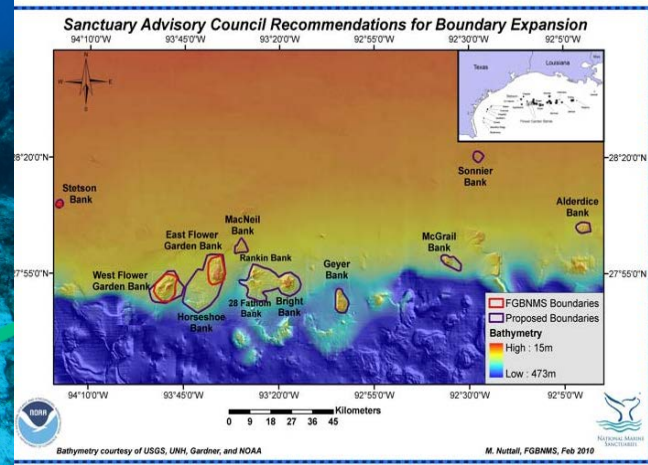 Sanctuary Advisory Council Recommendations for Boundary Expansion
94°10'0"W 93°45'0"W 93°20'0"W 92°55'0"W 92°30'0"W 92°5'0"W
N
W E
S
Texas
Louisiana
28°20'0"N
28°20'0"N
Stetson
Bank
Sonnier
Bank
Alderdice
Bank
MacNeil
Bank
East Flower
Garden Bank
Rankin Bank
McGrail
Bank
Geyer
Bank
27°55'0"N
27°55'0"N
West Flower
Garden Bank
28 Fathom
Bank
Bright
Bank
Horseshoe
Bank
FGBNMS Boundaries
Proposed Boundaries
Bathymetry
High : 15m
Low : 473m
94°10'0"W 93°45'0"W 93°20'0"W 92°55'0"W 92°30'0"W 92°5'0"W
Kilometers
0 9 18 27 36 45
NOAA
NATIONAL MARINE
SANCTUARIES
Bathymetry courtesy of USGS, UNH, Gardner, and NOAA
M. Nuttall, FGBNMS, Feb 2010